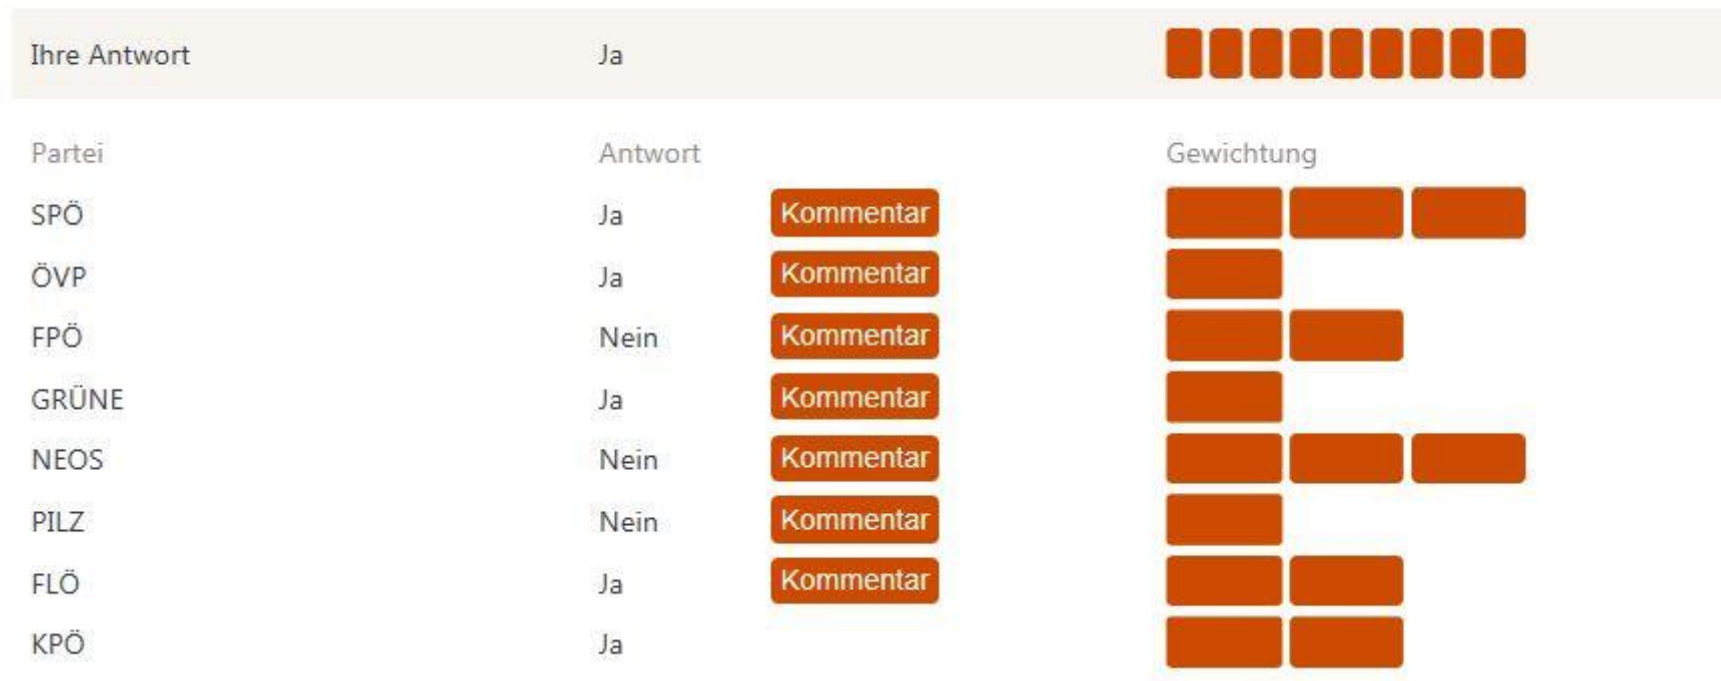 Ihre Antwort Ja
Partei Antwort Gewichtung
SPÖ Ja Kommentar
ÖVP Ja Kommentar
FPÖ Nein Kommentar
GRÜNE Ja Kommentar
NEOS Nein Kommentar
PILZ Nein Kommentar
FLÖ Ja Kommentar
KPÖ Ja